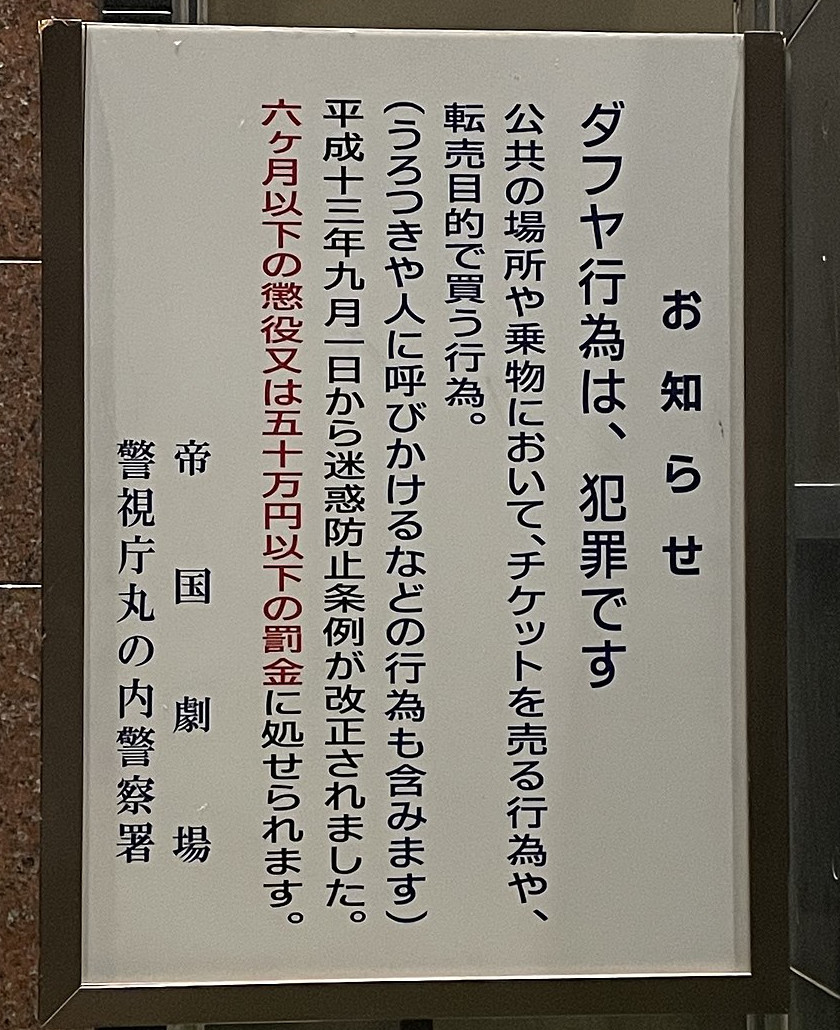 お知らせ
ダフヤ行為は、犯罪です
公共の場所や乗物において、チケットを売る行為や、
転売目的で買う行為。
(うろつきや人に呼びかけるなどの行為も含みます)
平成十三年九月一日から迷惑防止条例が改正されました。
六ケ月以下の懲役又は五十万円以下の罰金に処せられます。
帝国劇場
警視庁丸の内警察署